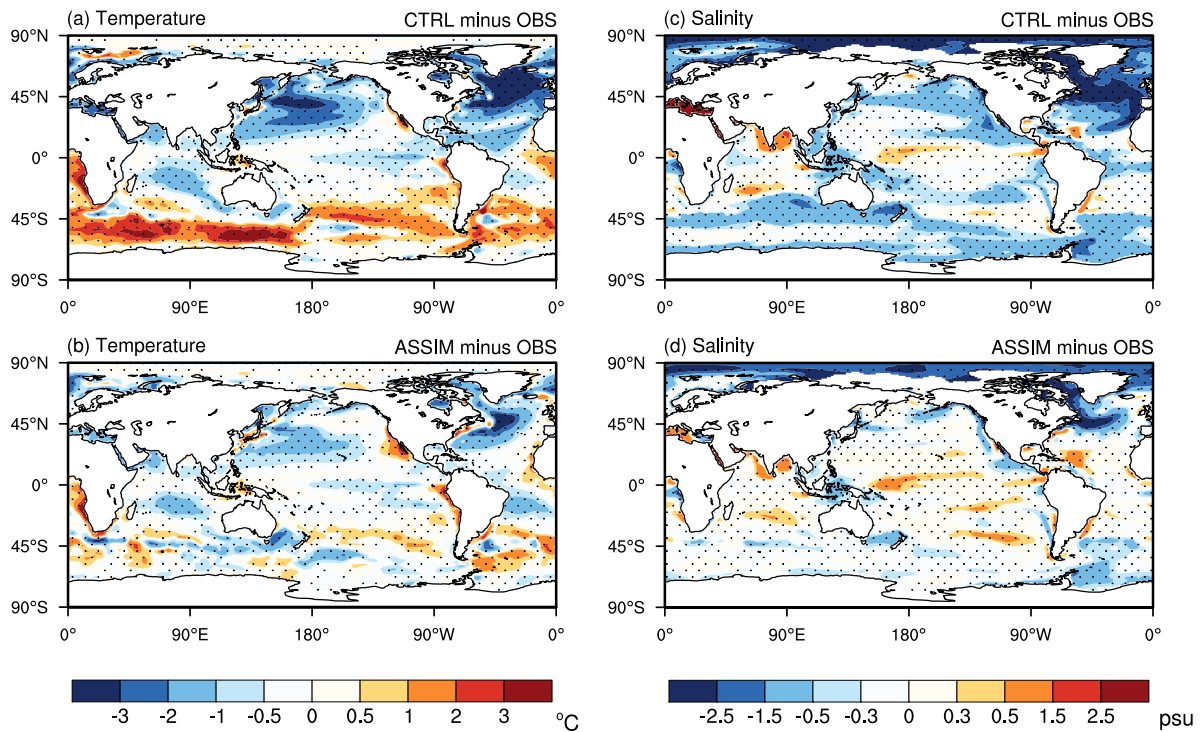 (a) Temperature CTRL minus OBS
90°N
45°N
0°
45°S
90°S
0° 90°E 180° 90°W 0°
(c) Salinity CTRL minus OBS
90°N
45°N
0°
45°S
90°S
0° 90°E 180° 90°W 0°
(b) Temperature ASSIM minus OBS
90°N
45°N
0°
45°S
90°S
0° 90°E 180° 90°W 0°
(d) Salinity ASSIM minus OBS
90°N
45°N
0°
45°S
90°S
0° 90°E 180° 90°W 0°
-3 -2 -1 -0.5 0 0.5 1 2 3 °C
-2.5 -1.5 -0.5 -0.3 0 0.3 0.5 1.5 2.5 psu